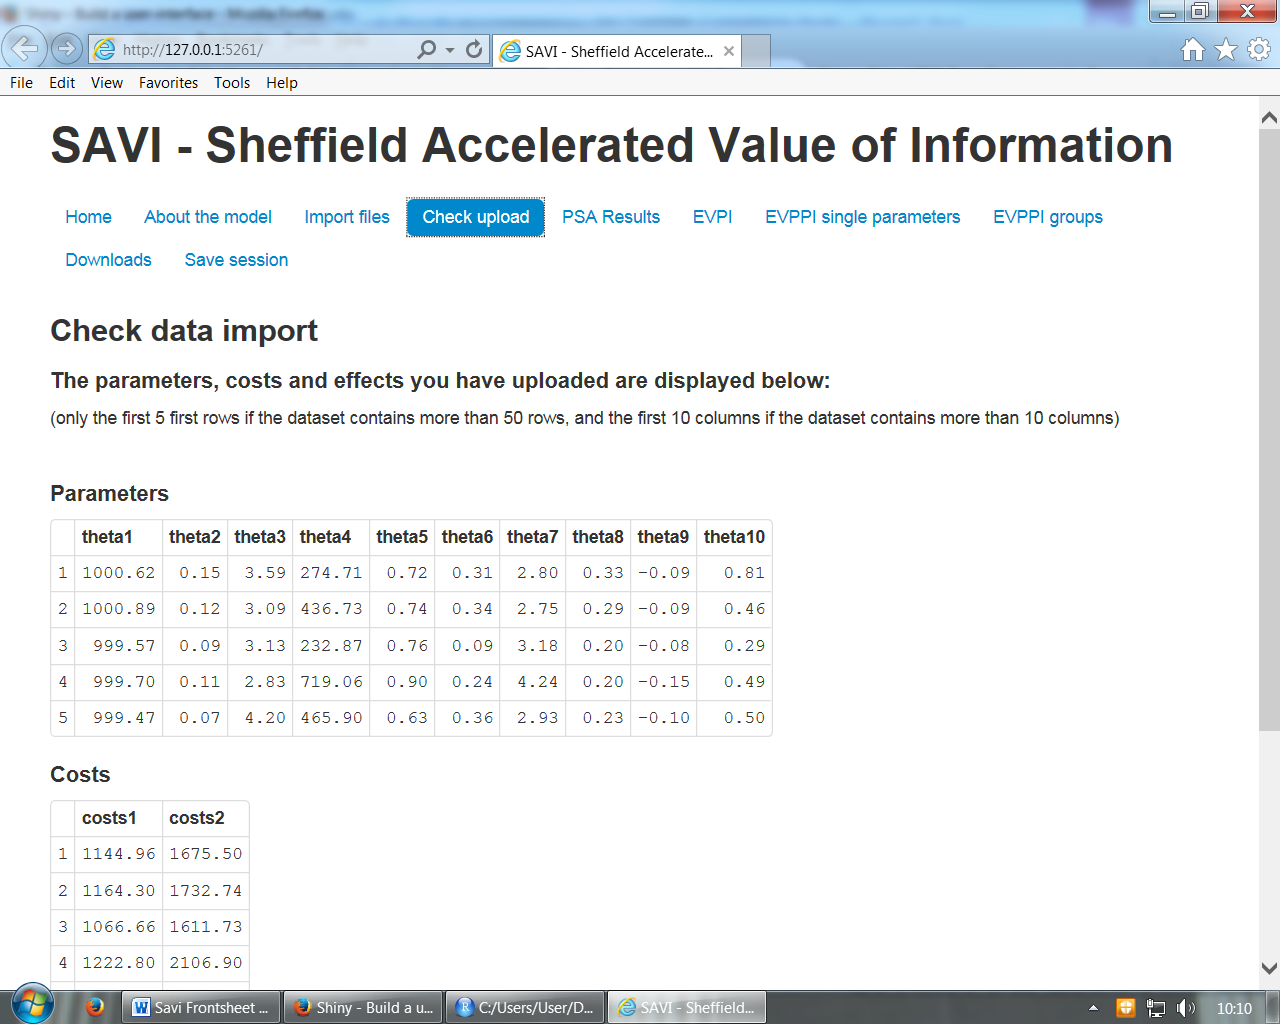 http://127.0.0.1:5261/
SAVI - Sheffield Accelerate...
File Edit View Favorites Tools Help
SAVI - Sheffield Accelerated Value of Information
Home About the model Import files Check upload PSA Results EVPI EVPPI single parameters EVPPI groups
Downloads Save session
Check data import
The parameters, costs and effects you have uploaded are displayed below:
(only the first 5 first rows if the dataset contains more than 50 rows, and the first 10 columns if the dataset contains more than 10 columns)
Parameters
theta1 theta2 theta3 theta4 theta5 theta6 theta7 theta8 theta9 theta10
1 1000.62 0.15 3.59 274.71 0.72 0.31 2.80 0.33 -0.09 0.81
2 1000.89 0.12 3.09 436.73 0.74 0.34 2.75 0.29 -0.09 0.46
3 999.57 0.09 3.13 232.87 0.76 0.09 3.18 0.20 -0.08 0.29
4 999.70 0.11 2.83 719.06 0.90 0.24 4.24 0.20 -0.15 0.49
5 999.47 0.07 4.20 465.90 0.63 0.36 2.93 0.23 -0.10 0.50
Costs
costs1 costs2
1 1144.96 1675.50
2 1164.30 1732.74
3 1066.66 1611.73
4 1222.80 2106.90
Savi Frontsheet ... Shiny - Build a u... C:/Users/User/D... SAVI - Sheffield... 10:10